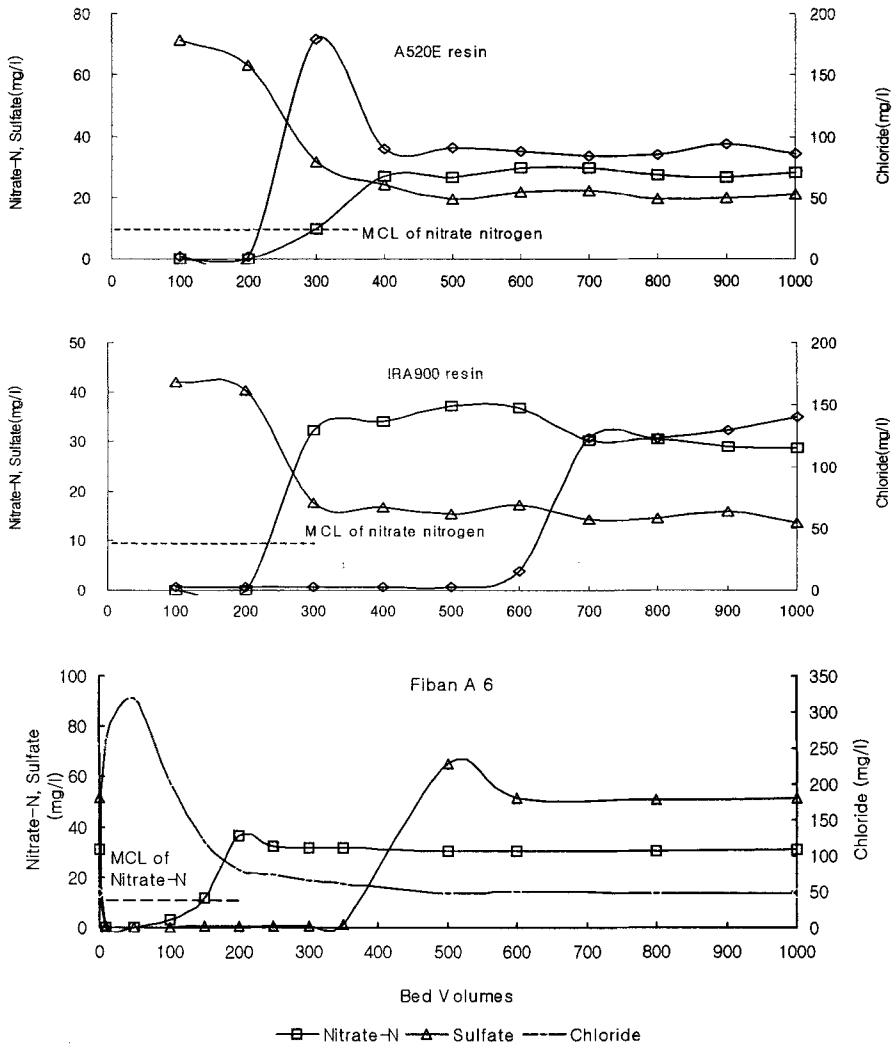 Nitrate-N, Sulfate(mg/l)
80
60
40
20
0
A520E resin
MCL of nitrate nitrogen
200
150
100
50
0
Chloride(mg/l)
0 100 200 300 400 500 600 700 800 900 1000
Nitrate-N, Sulfate(mg/l)
50
40
30
20
10
0
IRA900 resin
MCL of nitrate nitrogen
200
150
100
50
0
Chloride(mg/l)
0 100 200 300 400 500 600 700 800 900 1000
Nitrate-N, Sulfate
(mg/l)
100
80
60
40
20
0
Fiban A 6
MCL of
Nitrate-N
350
300
250
200
150
100
50
0
Chloride (mg/l)
0 100 200 300 400 500 600 700 800 900 1000
Bed Volumes
Nitrate-N Sulfate Chloride